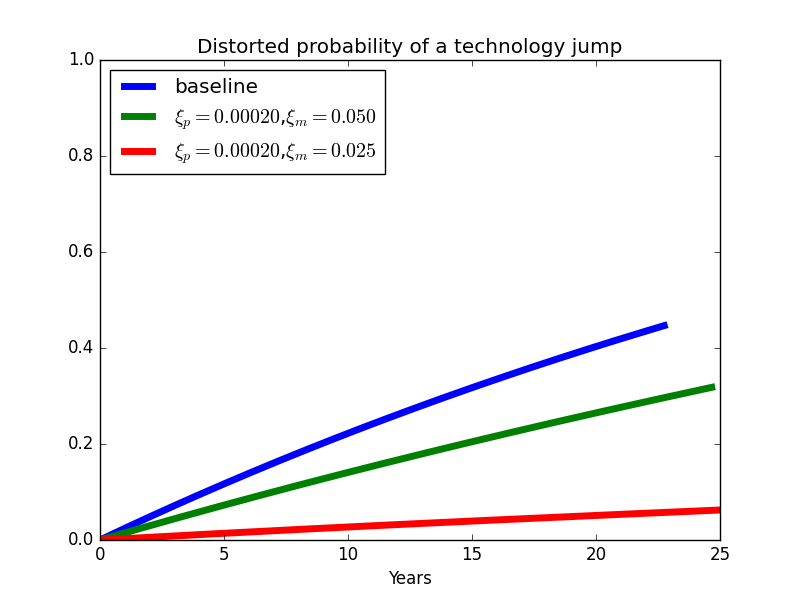 Distorted probability of a technology jump
baseline
ξₚ = 0.00020,ξₘ = 0.050
ξₚ = 0.00020,ξₘ = 0.025
1.0
0.8
0.6
0.4
0.2
0.0
0 5 10 15 20 25
Years